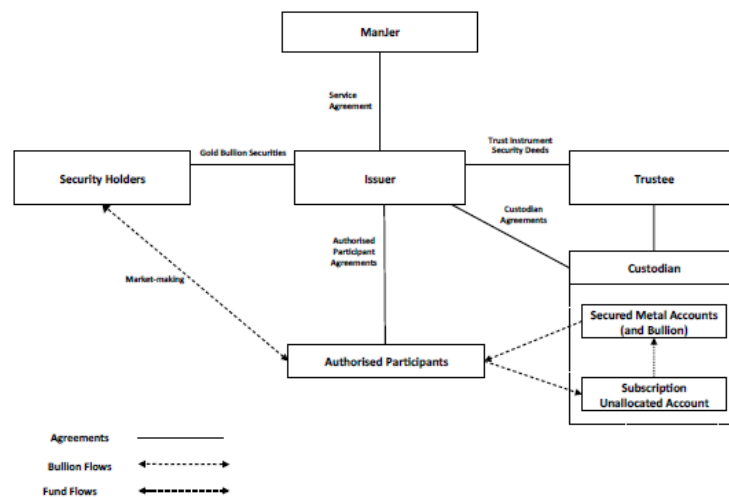 ManJer
Service
Agreement
Gold Bullion Securities
Trust Instrument
Security Deeds
Security Holders
Issuer
Trustee
Custodian
Agreements
Authorised
Participant
Agreements
Custodian
Market-making
Secured Metal Accounts
(and Bullion)
Authorised Participants
Subscription
Unallocated Account
Agreements
Bullion Flows
Fund Flows